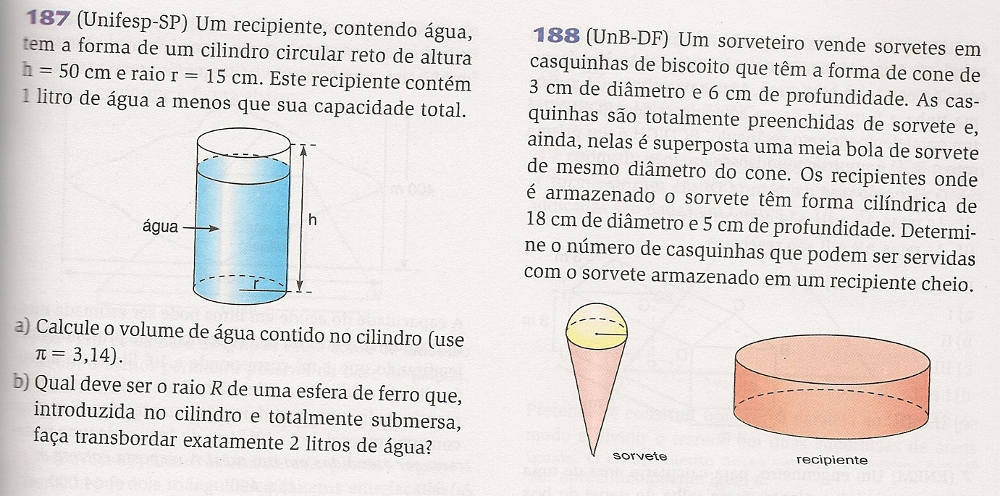 187 (Unifesp-SP) Um recipiente, contendo água,
tem a forma de um cilindro circular reto de altura
h = 50 cm e raio r = 15 cm. Este recipiente contém
1 litro de água a menos que sua capacidade total.
água
h
r
a) Calcule o volume de água contido no cilindro (use
π = 3,14).
b) Qual deve ser o raio R de uma esfera de ferro que,
introduzida no cilindro e totalmente submersa,
faça transbordar exatamente 2 litros de água?
188 (UnB-DF) Um sorveteiro vende sorvetes em
casquinhas de biscoito que têm a forma de cone de
3 cm de diâmetro e 6 cm de profundidade. As cas-
quinhas são totalmente preenchidas de sorvete e,
ainda, nelas é superposta uma meia bola de sorvete
de mesmo diâmetro do cone. Os recipientes onde
é armazenado o sorvete têm forma cilíndrica de
18 cm de diâmetro e 5 cm de profundidade. Determi-
ne o número de casquinhas que podem ser servidas
com o sorvete armazenado em um recipiente cheio.
sorvete
recipiente